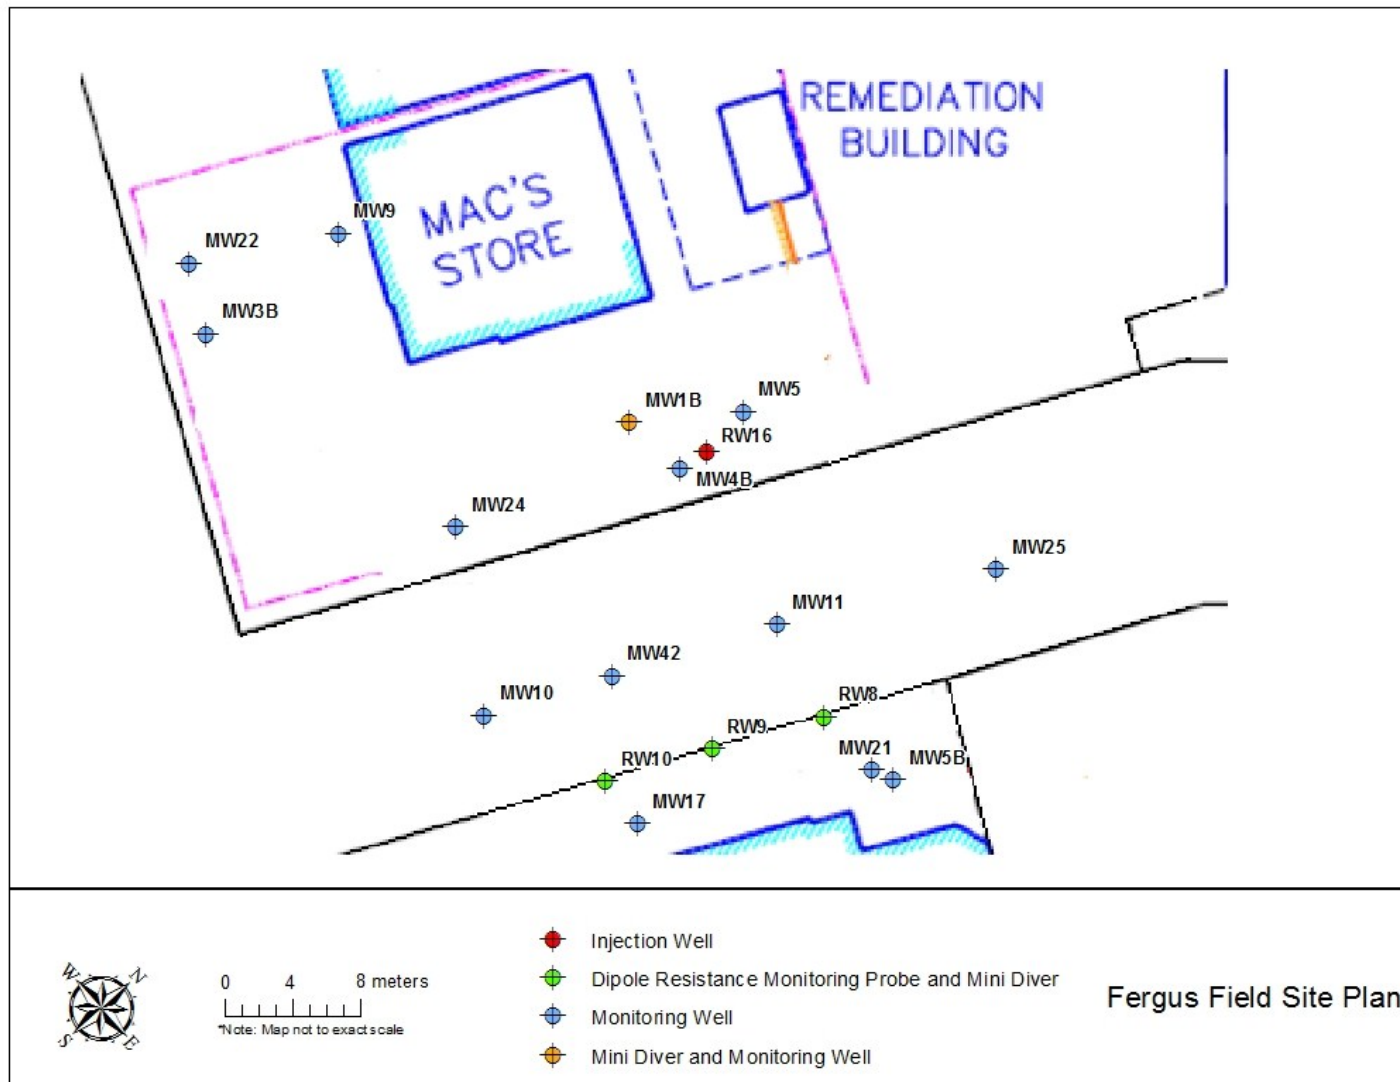 REMEDIATION
BUILDING
MAC'S
STORE
MW9
MW22
MW3B
MW1B
MW5
RW16
MW4B
MW24
MW25
MW11
MW42
MW10
RW8
RW9
RW10
MW21
MW5B
MW17
W
N
S
E
0 4 8 meters
*Note: Map not to exact scale
Injection Well
Dipole Resistance Monitoring Probe and Mini Diver
Monitoring Well
Mini Diver and Monitoring Well
Fergus Field Site Plan